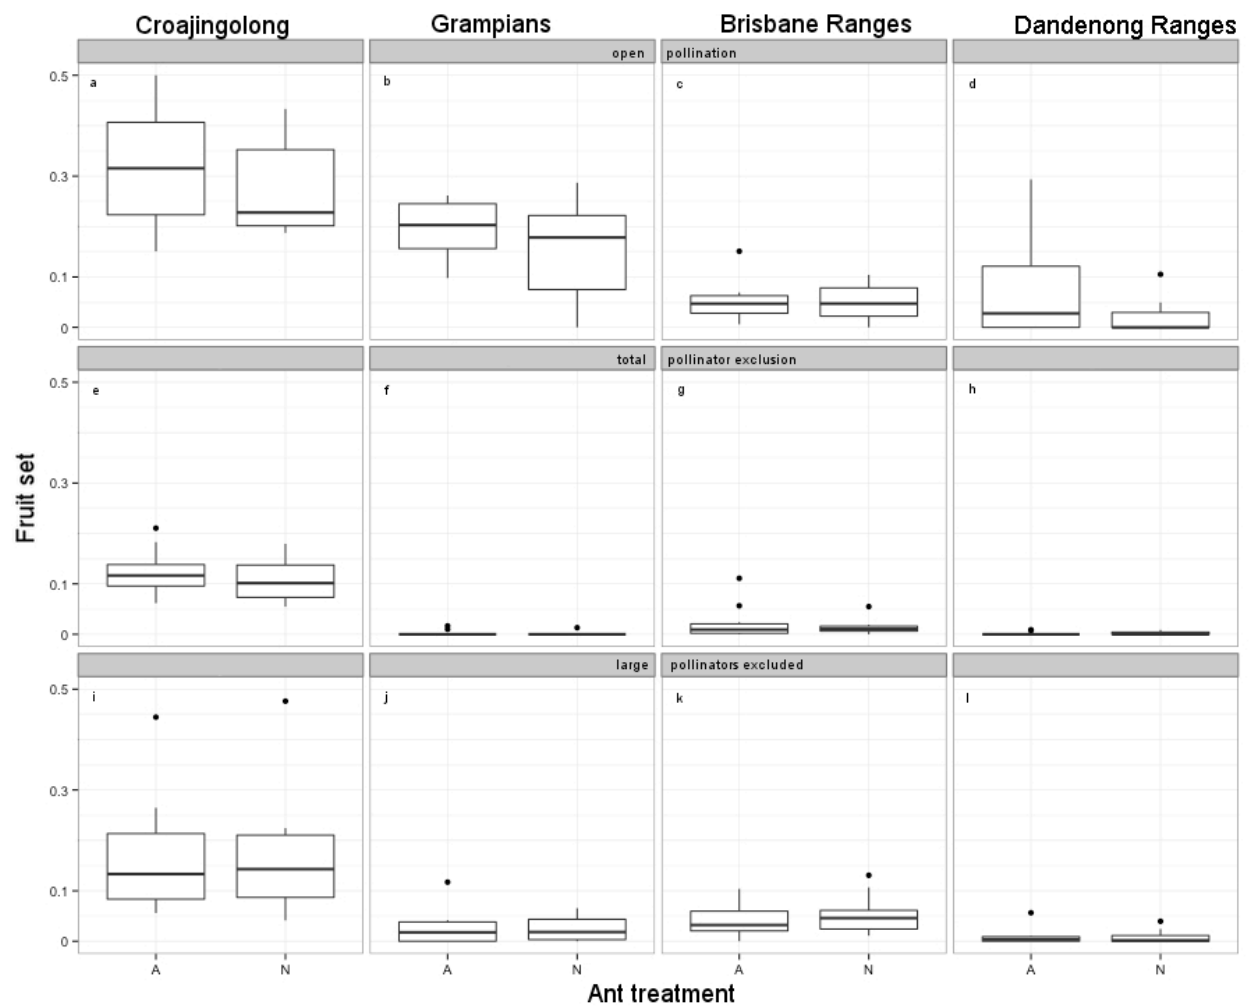 Croajingolong Grampians Brisbane Ranges Dandenong Ranges
open pollination
0.5 a b c d
0.3
0.1
0
total pollinator exclusion
0.5 e f g h
0.3
0.1
0
large pollinators excluded
0.5 i j k l
0.3
0.1
0
A N A N A N A N
Ant treatment
Fruit set